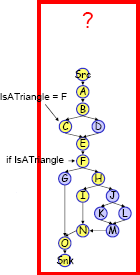 ?
Src
A
B
IsATriangle = F
C
D
E
if IsATriangle
F
G
H
I
J
K
L
N
M
O
Snk